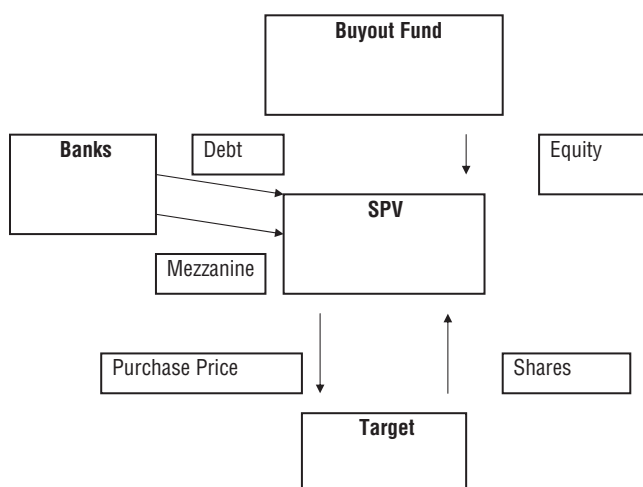 Buyout Fund
Banks
Debt
Equity
SPV
Mezzanine
Purchase Price
Shares
Target